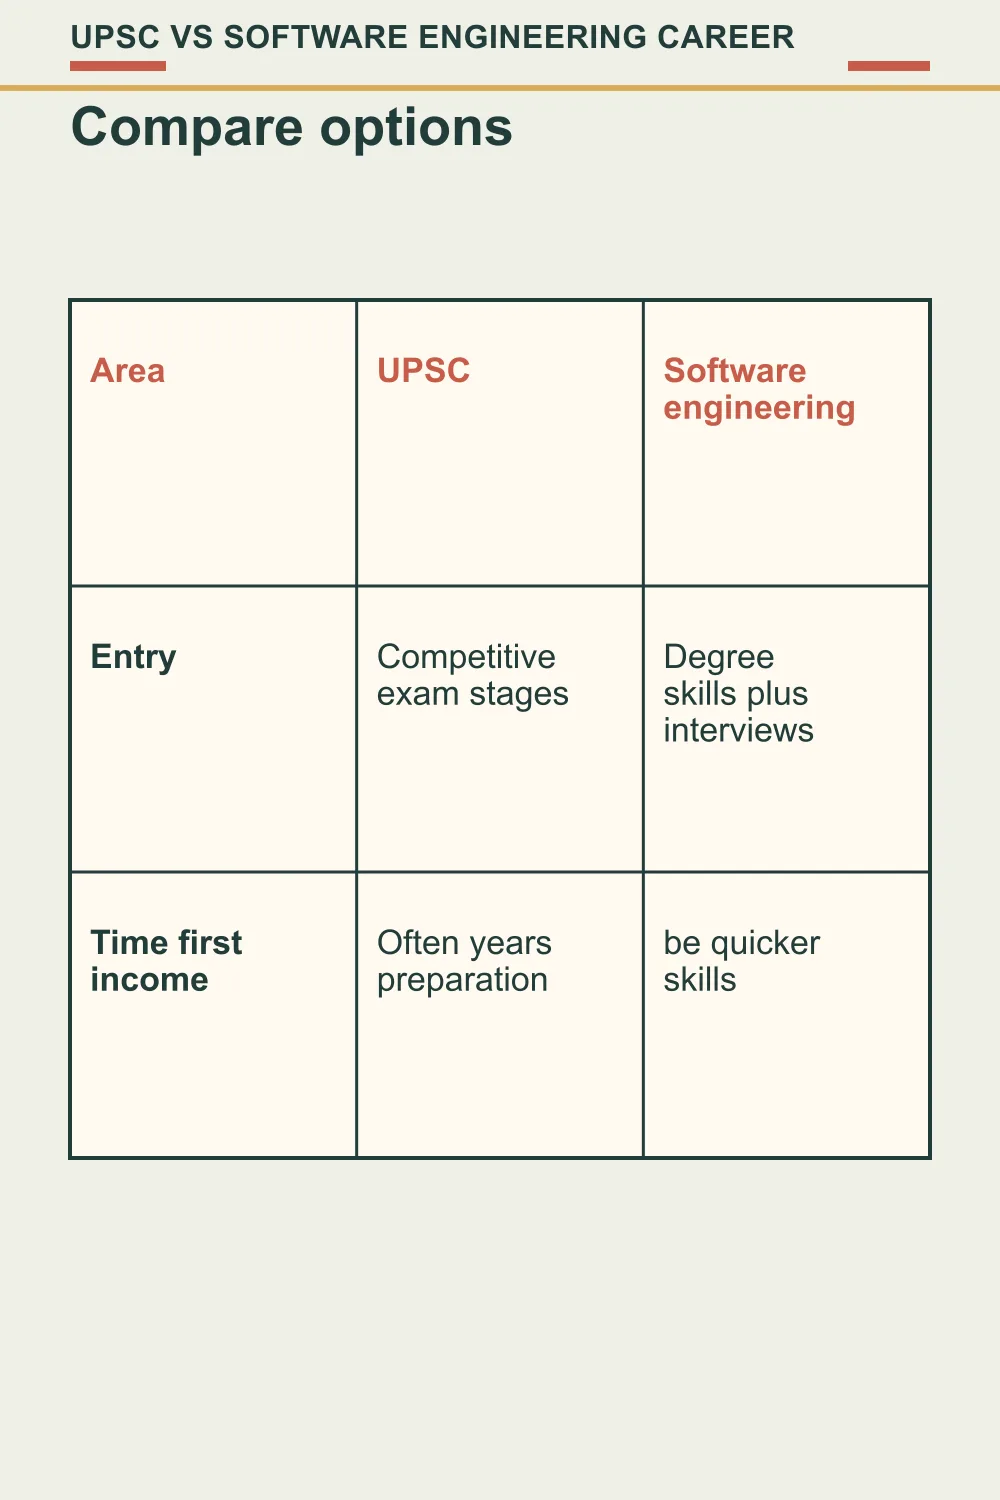 UPSC VS SOFTWARE ENGINEERING CAREER
Compare options
Area
UPSC
Software
engineering
Entry
Competitive
exam stages
Degree
skills plus
interviews
Time first
income
Often years
preparation
be quicker
skills